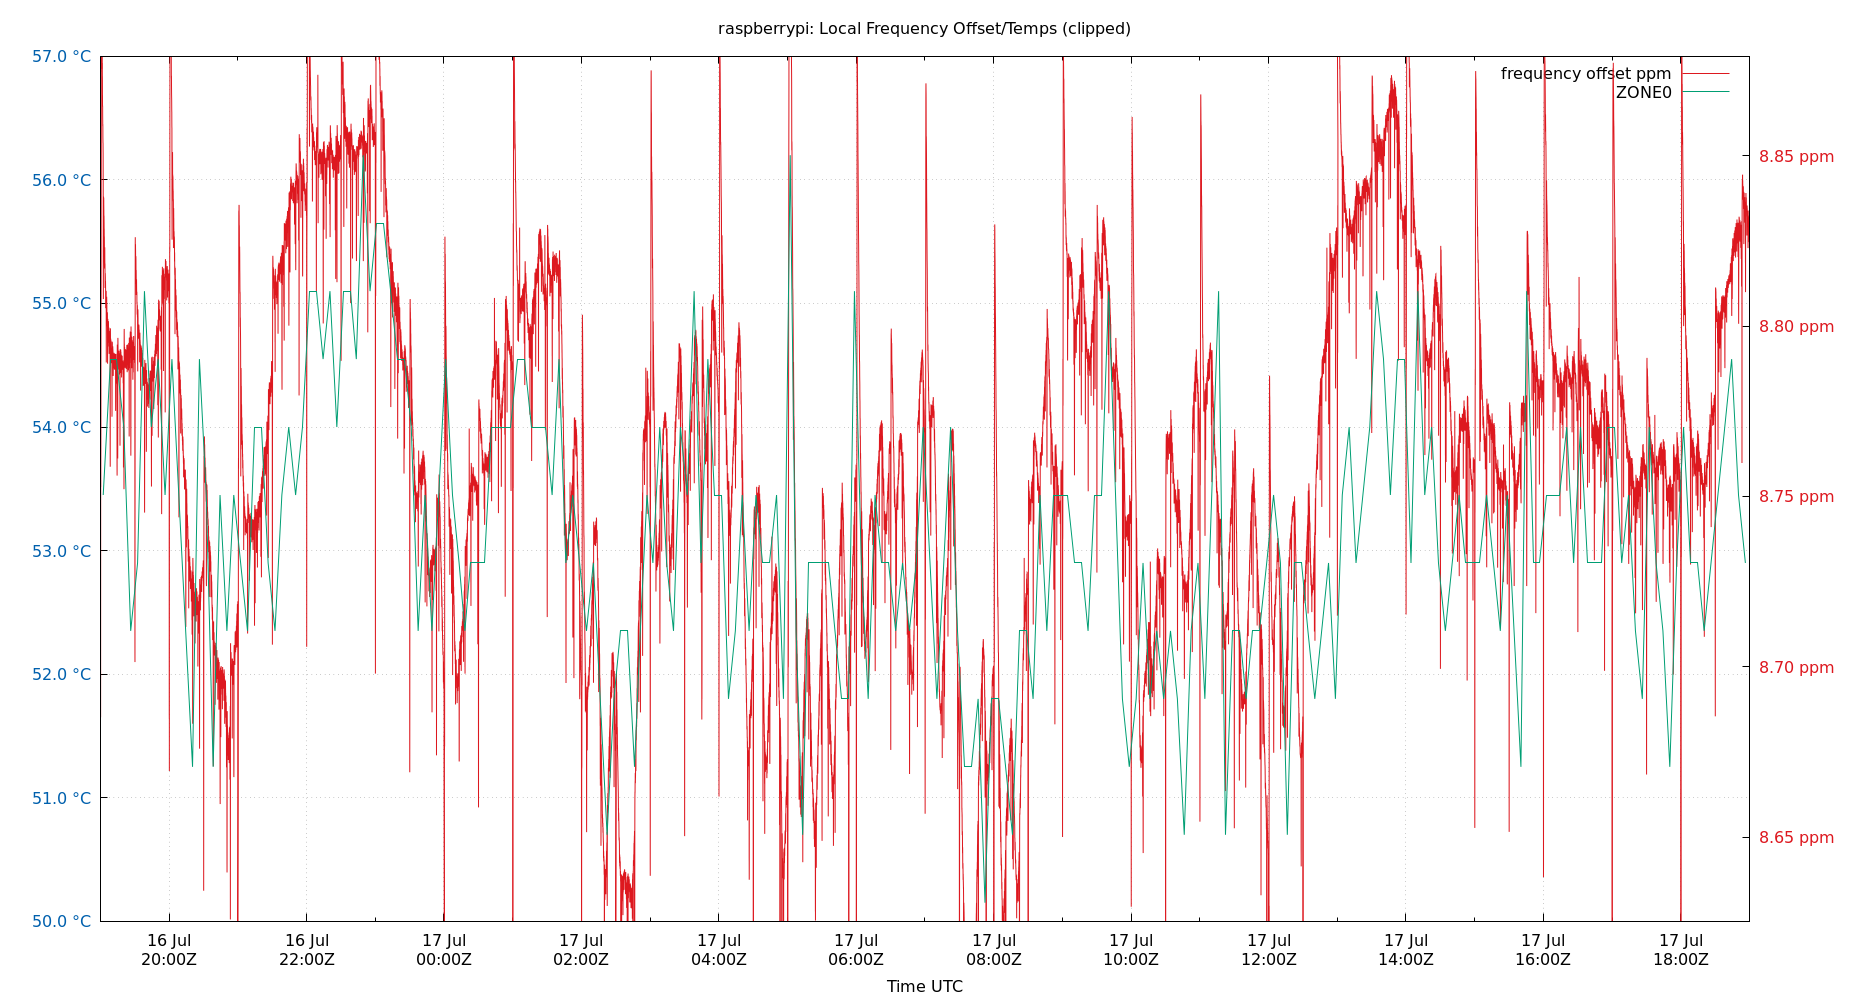 raspberrypi: Local Frequency Offset/Temps (clipped)
57.0 °C
56.0 °C
55.0 °C
54.0 °C
53.0 °C
52.0 °C
51.0 °C
50.0 °C
frequency offset ppm
ZONE0
8.85 ppm
8.80 ppm
8.75 ppm
8.70 ppm
8.65 ppm
16 Jul 16 Jul 17 Jul 17 Jul 17 Jul 17 Jul 17 Jul 17 Jul 17 Jul 17 Jul 17 Jul 17 Jul
20:00Z 22:00Z 00:00Z 02:00Z 04:00Z 06:00Z 08:00Z 10:00Z 12:00Z 14:00Z 16:00Z 18:00Z
Time UTC